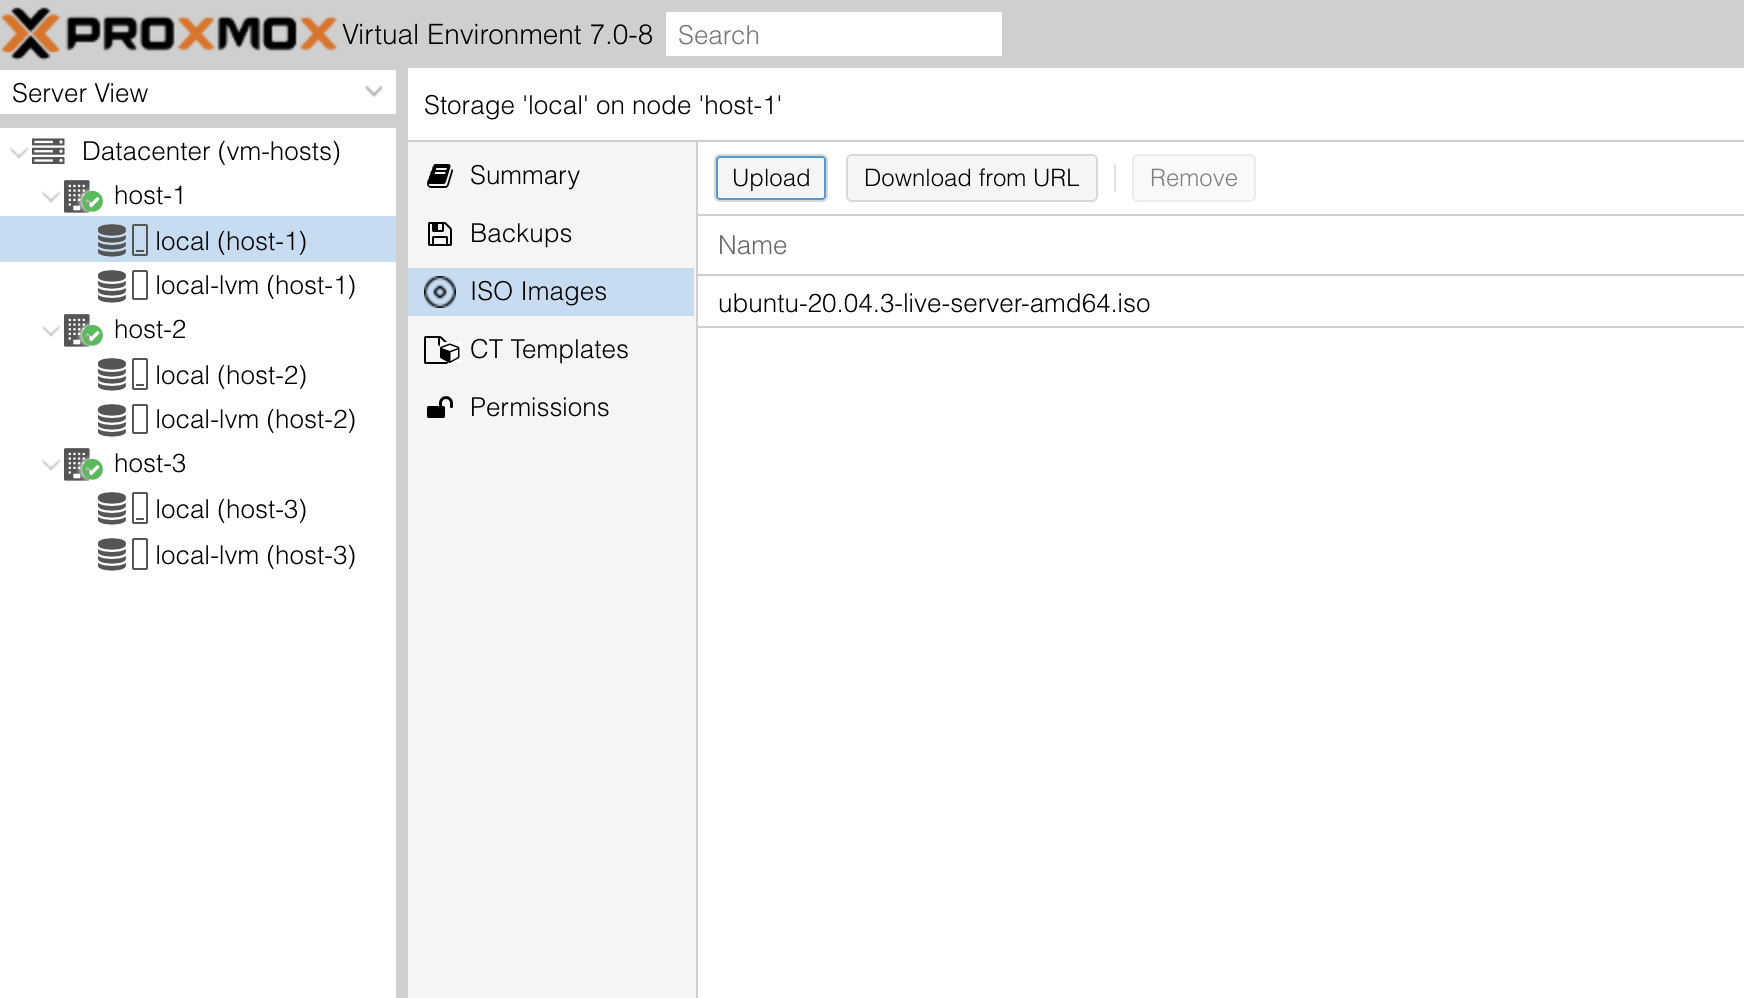 PROXMOX Virtual Environment 7.0-8 Search
Server View
Datacenter (vm-hosts)
host-1
local (host-1)
local-lvm (host-1)
host-2
local (host-2)
local-lvm (host-2)
host-3
local (host-3)
local-lvm (host-3)
Storage 'local' on node 'host-1'
Summary
Backups
ISO Images
CT Templates
Permissions
Upload Download from URL Remove
Name
ubuntu-20.04.3-live-server-amd64.iso